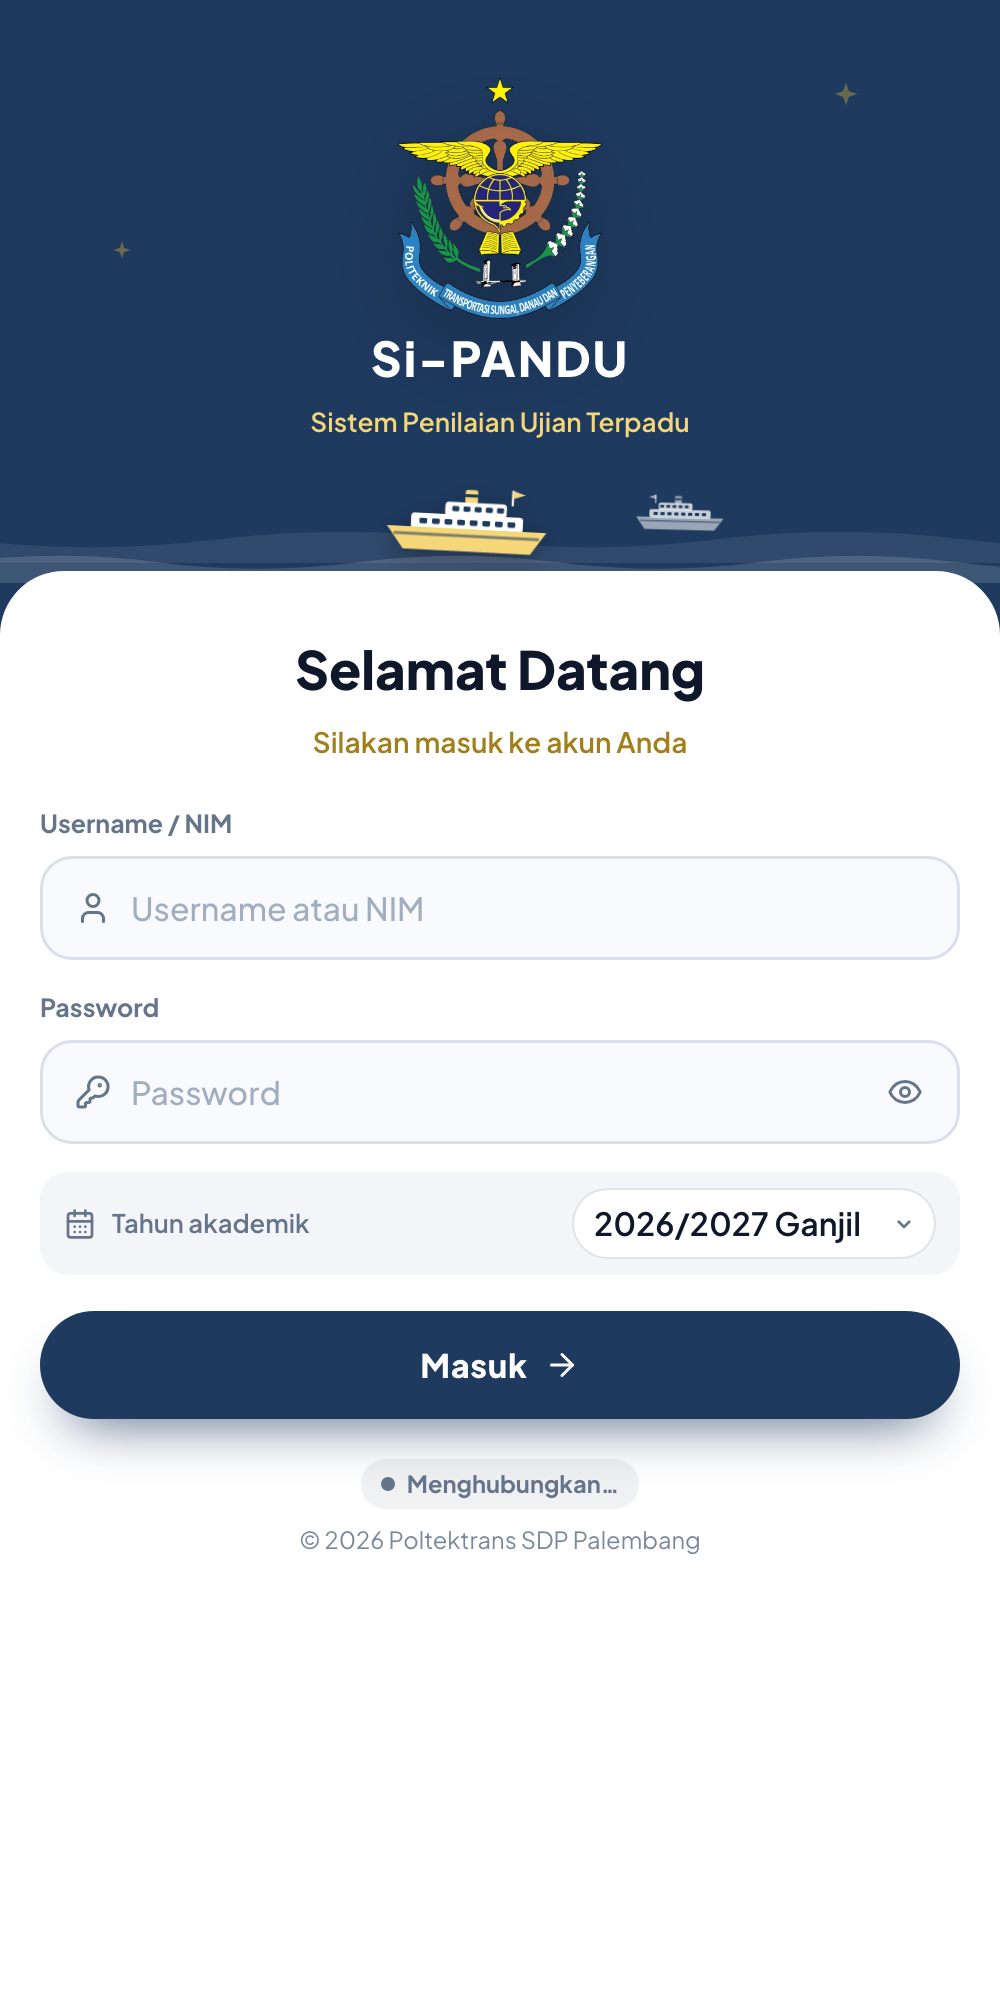 POLITEKNIK TRANSPORTASI SUNGAI, DANAU DAN PENYEBERANGAN
Si-PANDU
Sistem Penilaian Ujian Terpadu
Selamat Datang
Silakan masuk ke akun Anda
Username / NIM
Username atau NIM
Password
Password
Tahun akademik
2026/2027 Ganjil
Masuk
Menghubungkan...
© 2026 Poltektrans SDP Palembang